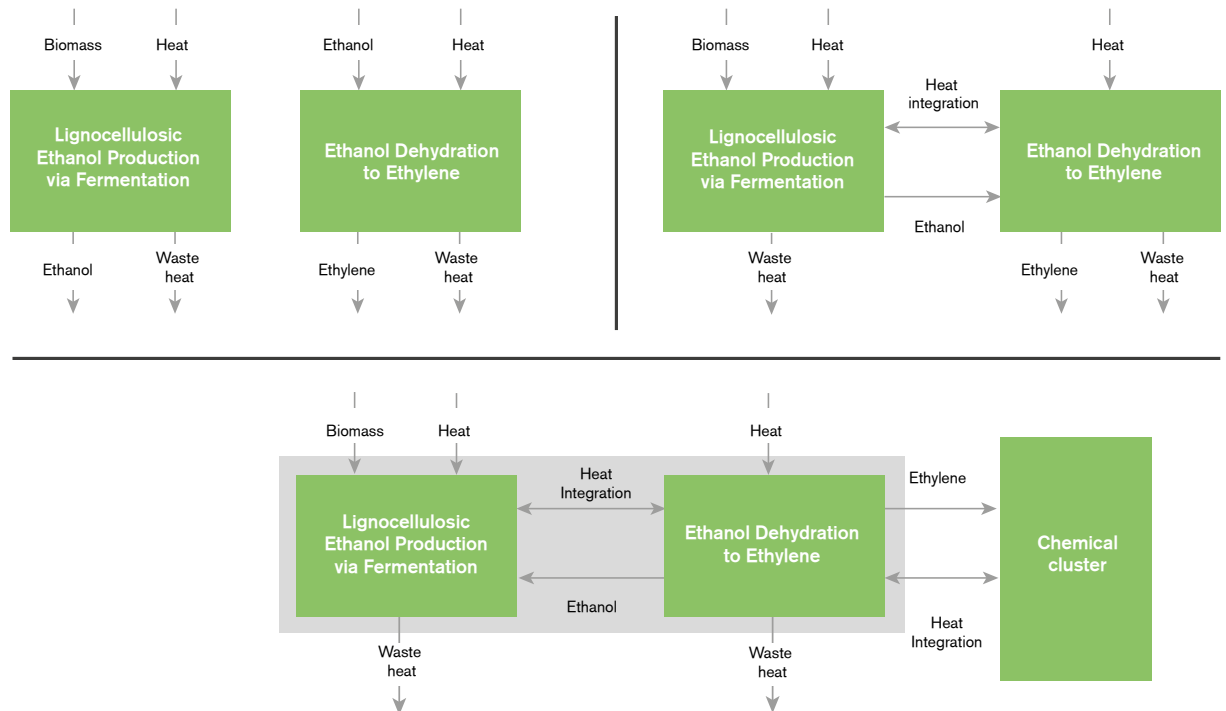 Biomass
Heat
Lignocellulosic
Ethanol Production
via Fermentation
Ethanol
Waste
heat
Ethanol
Heat
Ethanol Dehydration
to Ethylene
Ethylene
Waste
heat
Biomass
Heat
Lignocellulosic
Ethanol Production
via Fermentation
Waste
heat
Heat
integration
Ethanol
Heat
Ethanol Dehydration
to Ethylene
Ethylene
Waste
heat
Biomass
Heat
Lignocellulosic
Ethanol Production
via Fermentation
Waste
heat
Heat
Integration
Ethanol
Heat
Ethanol Dehydration
to Ethylene
Waste
heat
Ethylene
Heat
Integration
Chemical
cluster